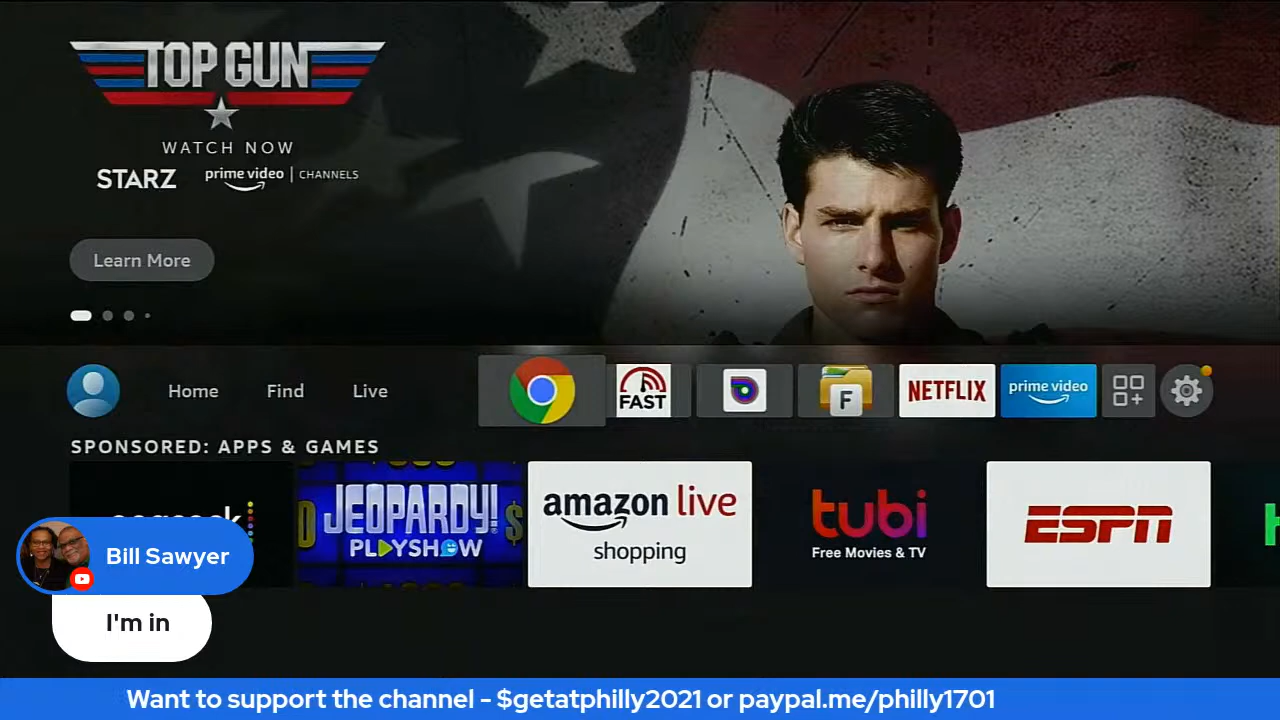 TOP GUN
WATCH NOW
STARZ prime video | CHANNELS
Learn More
Home Find Live
FAST
F
NETFLIX
prime video
SPONSORED: APPS & GAMES
JEOPARDY!
PLAYSHOW
amazon live
shopping
tubi
Free Movies & TV
ESPN
Bill Sawyer
I'm in
Want to support the channel - $getatphilly2021 or paypal.me/philly1701